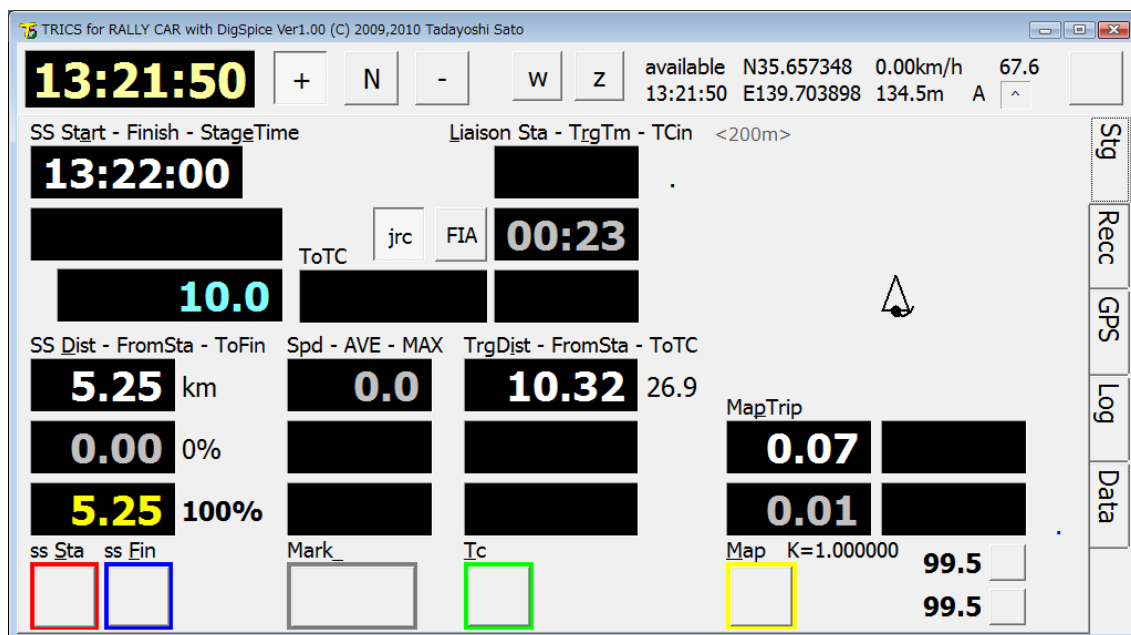 TRICS for RALLY CAR with DigSpice Ver1.00 (C) 2009,2010 Tadayoshi Sato
13:21:50 + N - w z available N35.657348 0.00km/h 67.6
13:21:50 E139.703898 134.5m A ^
SS Start - Finish - StageTime Liaison Sta - TrgTm - TCin <200m>
13:22:00 .
ToTC jrc FIA 00:23
10.0
SS Dist - FromSta - ToFin Spd - AVE - MAX TrgDist - FromSta - ToTC
5.25 km 0.0 10.32 26.9
MapTrip
0.00 0% 0.07
5.25 100% 0.01 .
ss Sta ss Fin Mark_ Tc Map K=1.000000
99.5
99.5
Stg
Recc
GPS
Log
Data